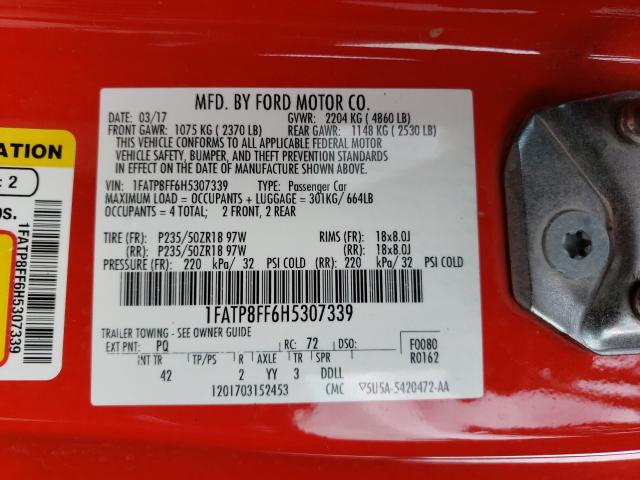 MFD. BY FORD MOTOR CO.
DATE: 03/17 GVWR: 2204 KG ( 4860 LB)
FRONT GAWR: 1075 KG ( 2370 LB) REAR GAWR: 1148 KG ( 2530 LB)
THIS VEHICLE CONFORMS TO ALL APPLICABLE FEDERAL MOTOR
VEHICLE SAFETY, BUMPER, AND THEFT PREVENTION STANDARDS
IN EFFECT ON THE DATE OF MANUFACTURE SHOWN ABOVE.
VIN: 1FATP8FF6H5307339 TYPE: Passenger Car
MAXIMUM LOAD = OCCUPANTS + LUGGAGE = 301KG/ 664LB
OCCUPANTS = 4 TOTAL; 2 FRONT, 2 REAR
TIRE (FR): P235/50ZR18 97W RIMS (FR): 18x8.0J
(RR): P235/50ZR18 97W (RR): 18x8.0J
PRESSURE (FR): 220 kPa/ 32 PSI COLD (RR): 220 kPa/ 32 PSI COLD
1FATP8FF6H5307339
TRAILER TOWING - SEE OWNER GUIDE
EXT PNT: PQ RC: 72 DSO: F0080
INT TR TP/PS R AXLE TR SPR R0162
42 2 YY 3 DDLL
1201703152453 CMC 5U5A-5420472-AA
ATION
: 2
os.
1FATP8FF6H5307339